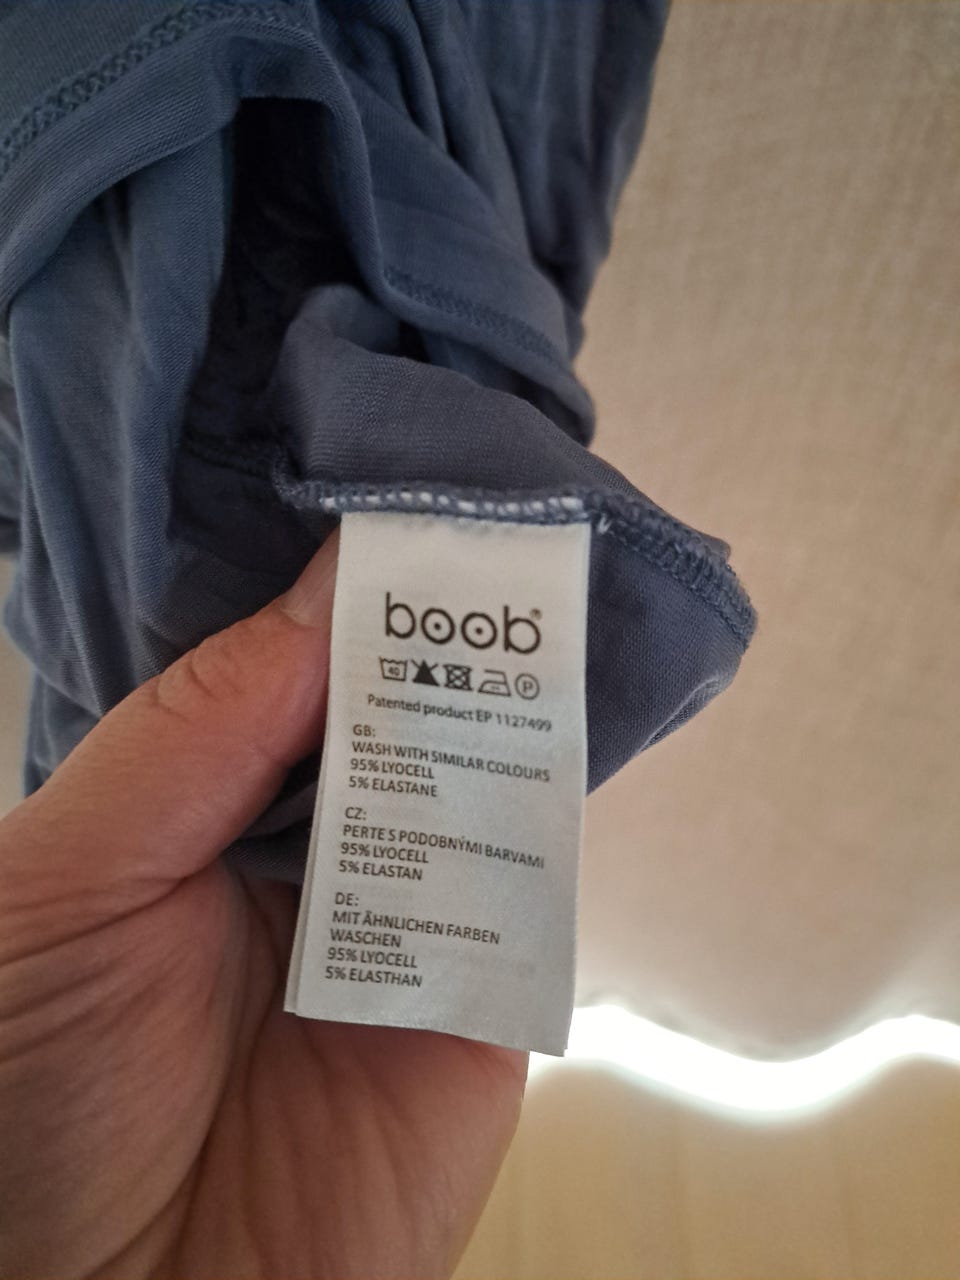 boob®
40 P
Patented product EP 1127499
GB:
WASH WITH SIMILAR COLOURS
95% LYOCELL
5% ELASTANE
CZ:
PERTE S PODOBNÝMI BARVAMI
95% LYOCELL
5% ELASTAN
DE:
MIT ÄHNLICHEN FARBEN
WASCHEN
95% LYOCELL
5% ELASTHAN